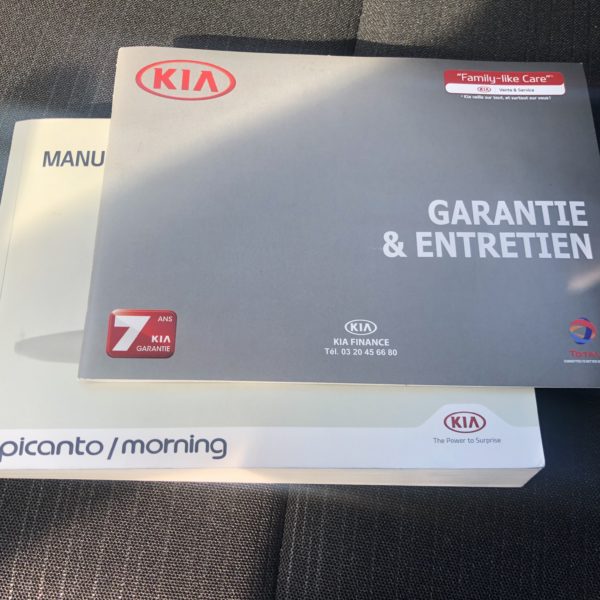 KIA
"Family-like Care"
KIA Vente & Service
* Kia veille sur tout, et surtout sur vous !
MANU
GARANTIE
& ENTRETIEN
7 ANS
KIA
GARANTIE
KIA
KIA FINANCE
Tél. 03 20 45 66 80
TOTAL
picanto/morning
KIA
The Power to Surprise